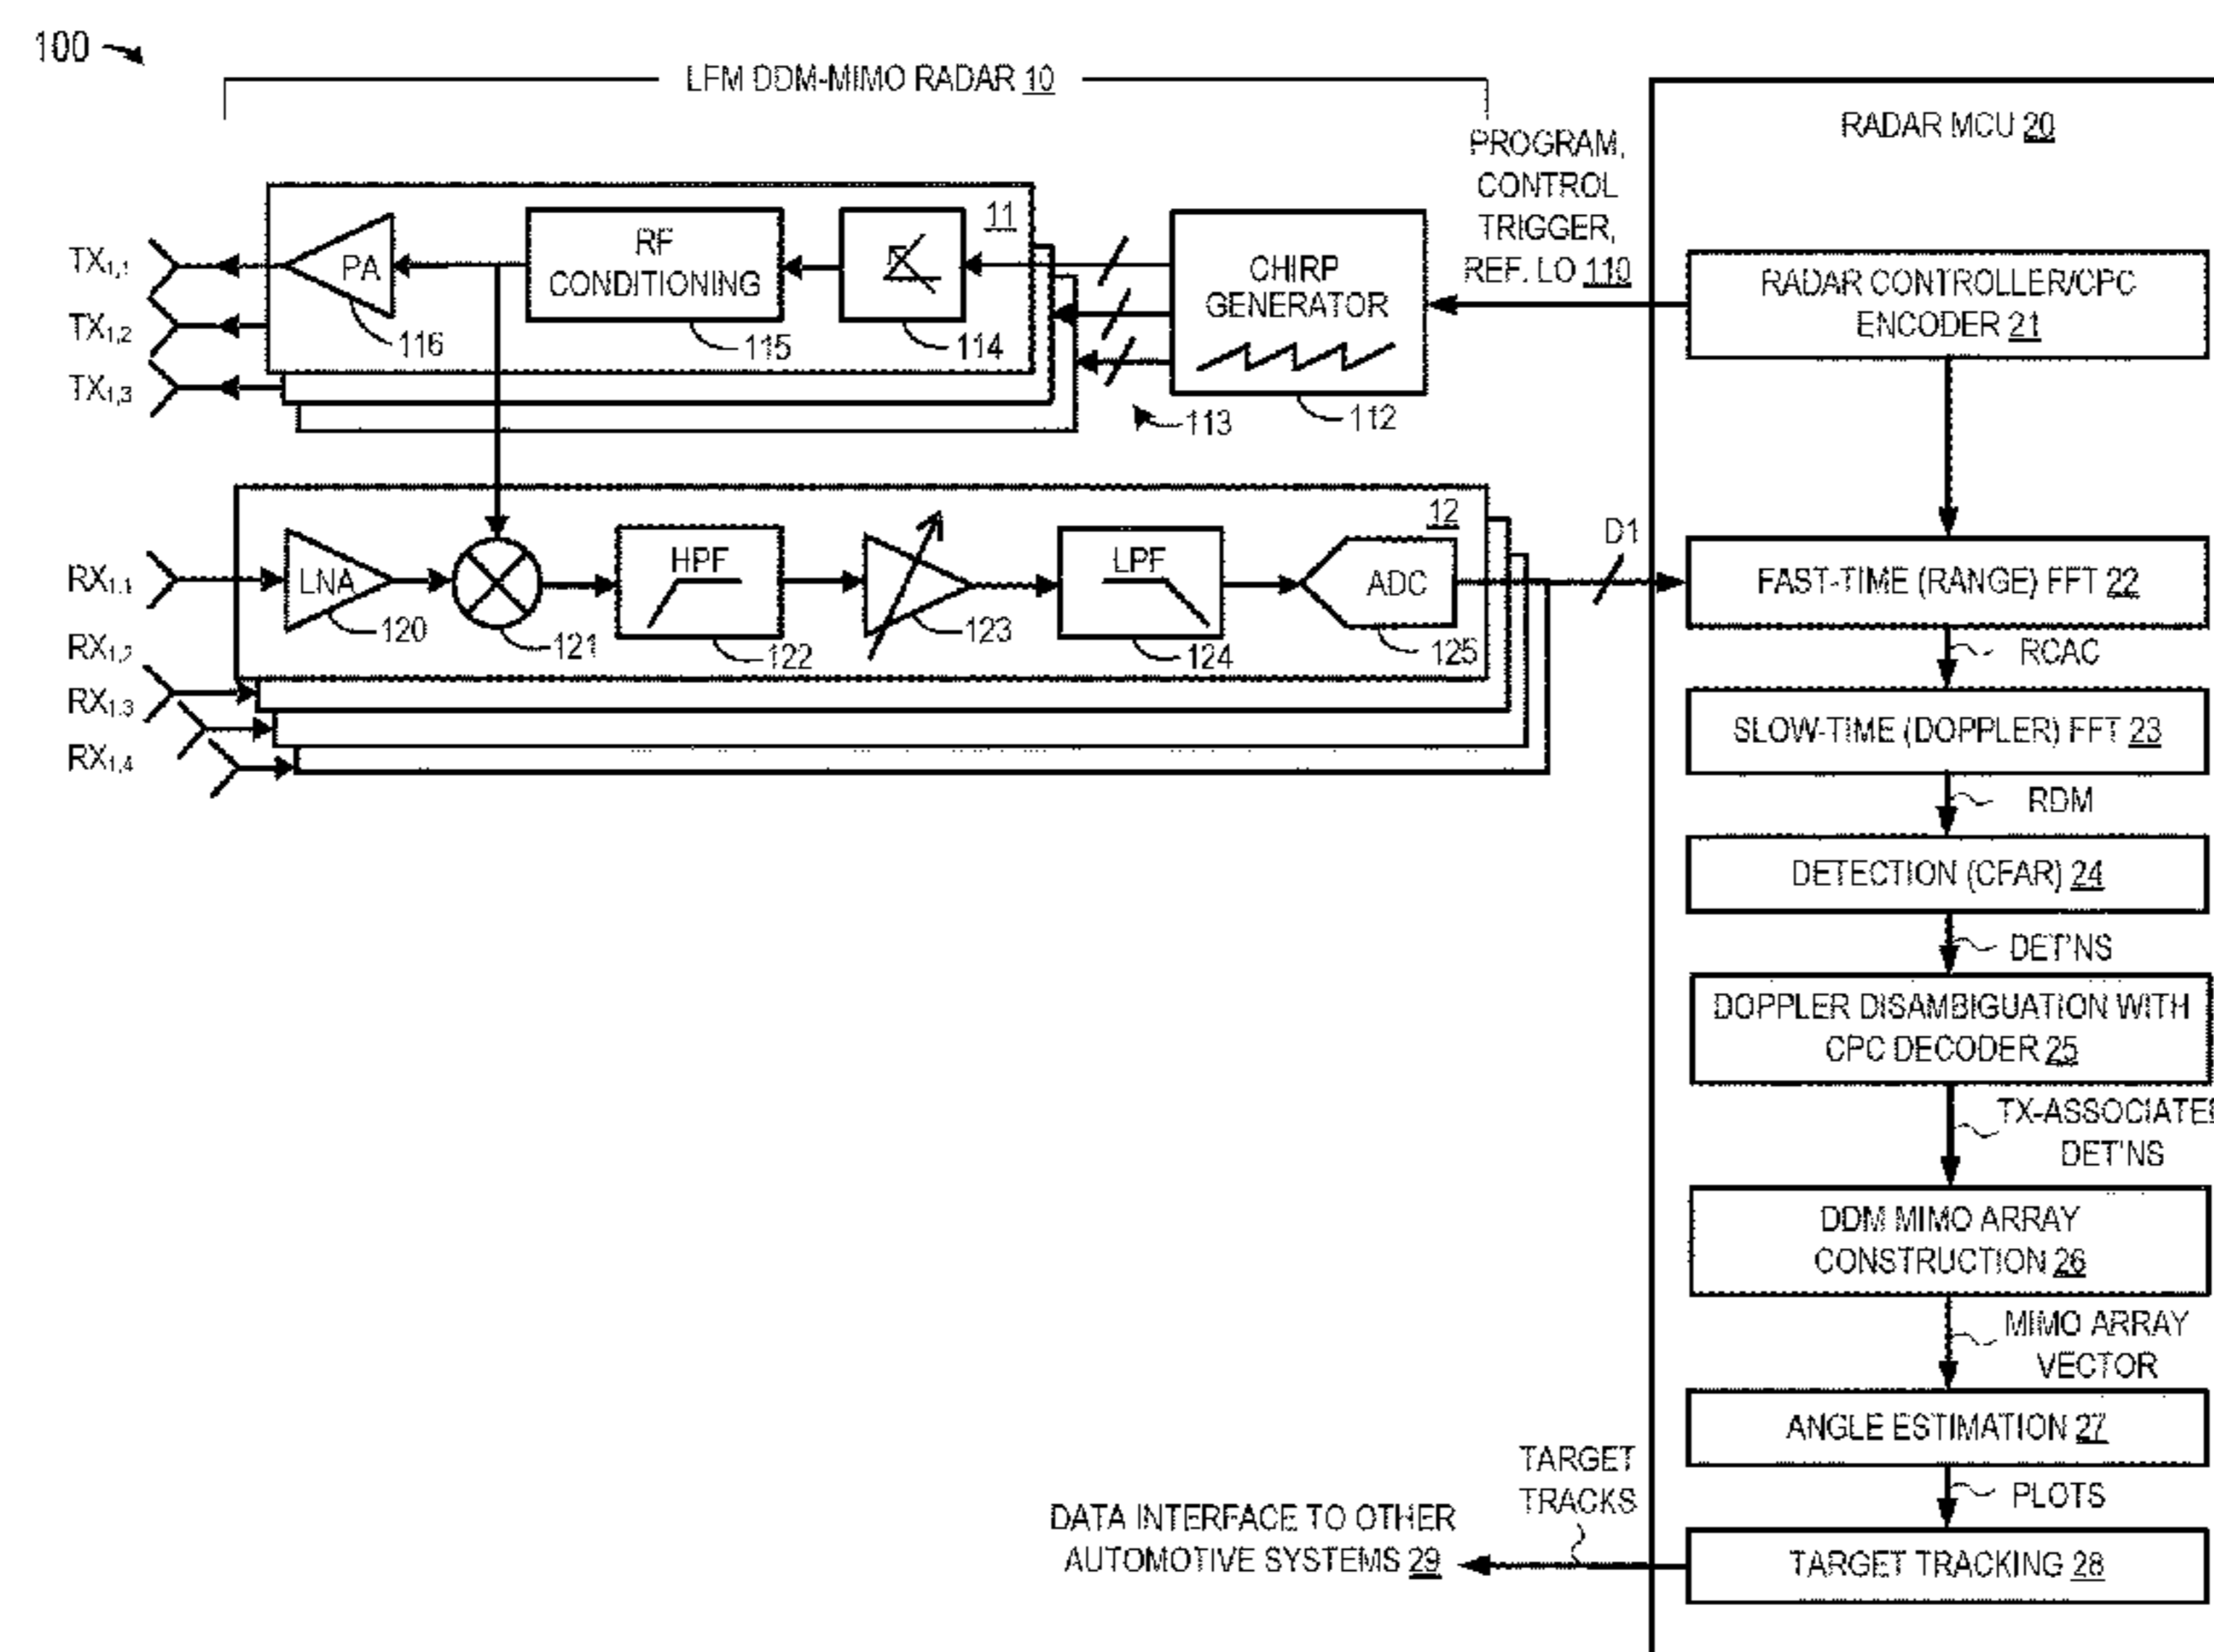 100
LFM DDM-MIMO RADAR 10
RADAR MCU 20
PROGRAM,
CONTROL
TRIGGER,
REF. LO 110
11
TX1,1
TX1,2
TX1,3
PA
116
RF
CONDITIONING
115
114
CHIRP
GENERATOR
112
113
RADAR CONTROLLER/CPC
ENCODER 21
12
RX1,1
RX1,2
RX1,3
RX1,4
LNA
120
121
HPF
122
123
LPF
124
ADC
125
D1
FAST-TIME (RANGE) FFT 22
RCAC
SLOW-TIME (DOPPLER) FFT 23
RDM
DETECTION (CFAR) 24
DET'NS
DOPPLER DISAMBIGUATION WITH
CPC DECODER 25
TX-ASSOCIATED
DET'NS
DDM MIMO ARRAY
CONSTRUCTION 26
MIMO ARRAY
VECTOR
ANGLE ESTIMATION 27
PLOTS
TARGET TRACKING 28
TARGET
TRACKS
DATA INTERFACE TO OTHER
AUTOMOTIVE SYSTEMS 29